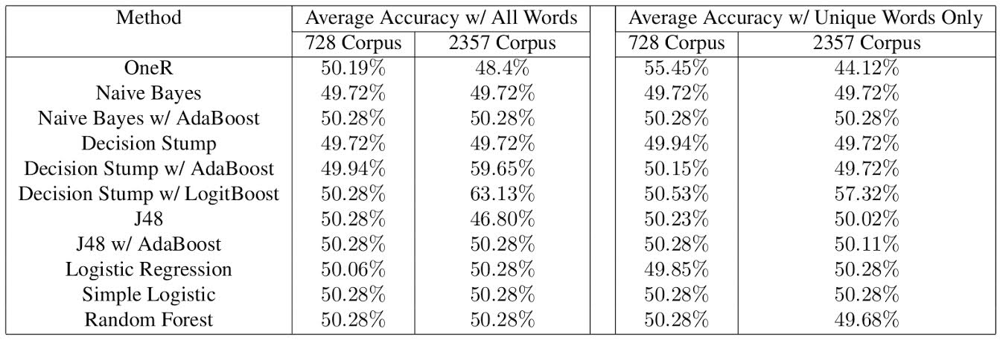 Method Average Accuracy w/ All Words Average Accuracy w/ Unique Words Only
728 Corpus 2357 Corpus 728 Corpus 2357 Corpus
OneR 50.19% 48.4% 55.45% 44.12%
Naive Bayes 49.72% 49.72% 49.72% 49.72%
Naive Bayes w/ AdaBoost 50.28% 50.28% 50.28% 50.28%
Decision Stump 49.72% 49.72% 49.94% 49.72%
Decision Stump w/ AdaBoost 49.94% 59.65% 50.15% 49.72%
Decision Stump w/ LogitBoost 50.28% 63.13% 50.53% 57.32%
J48 50.28% 46.80% 50.23% 50.02%
J48 w/ AdaBoost 50.28% 50.28% 50.28% 50.11%
Logistic Regression 50.06% 50.28% 49.85% 50.28%
Simple Logistic 50.28% 50.28% 50.28% 50.28%
Random Forest 50.28% 50.28% 50.28% 49.68%